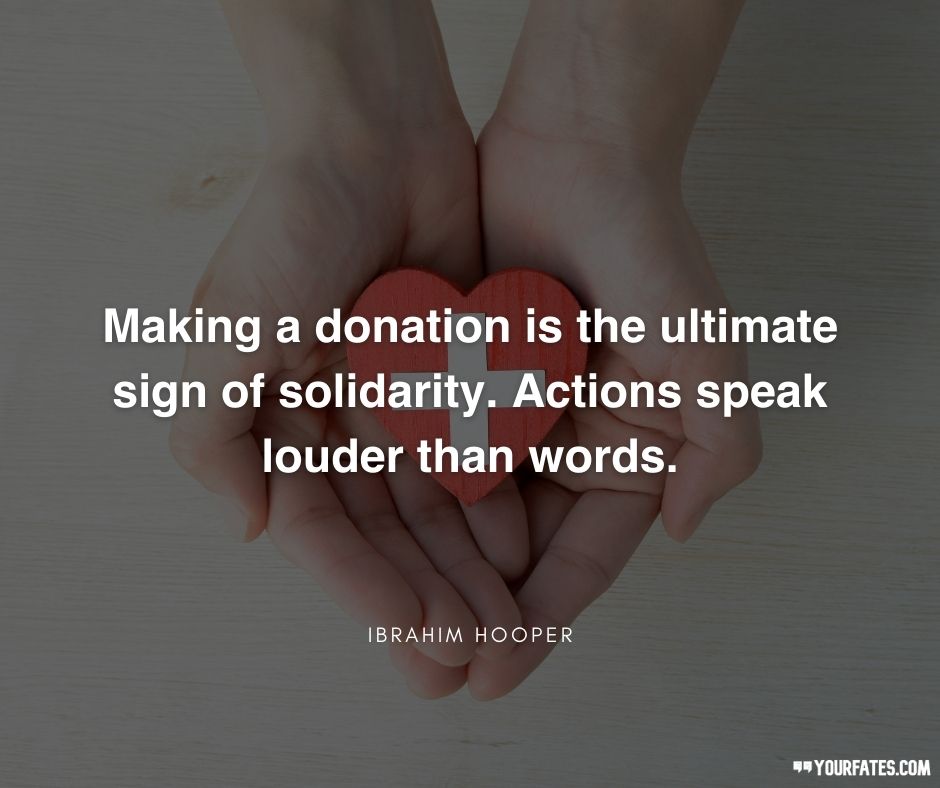 Making a donation is the ultimate
sign of solidarity. Actions speak
louder than words.
IBRAHIM HOOPER
YOURFATES.COM